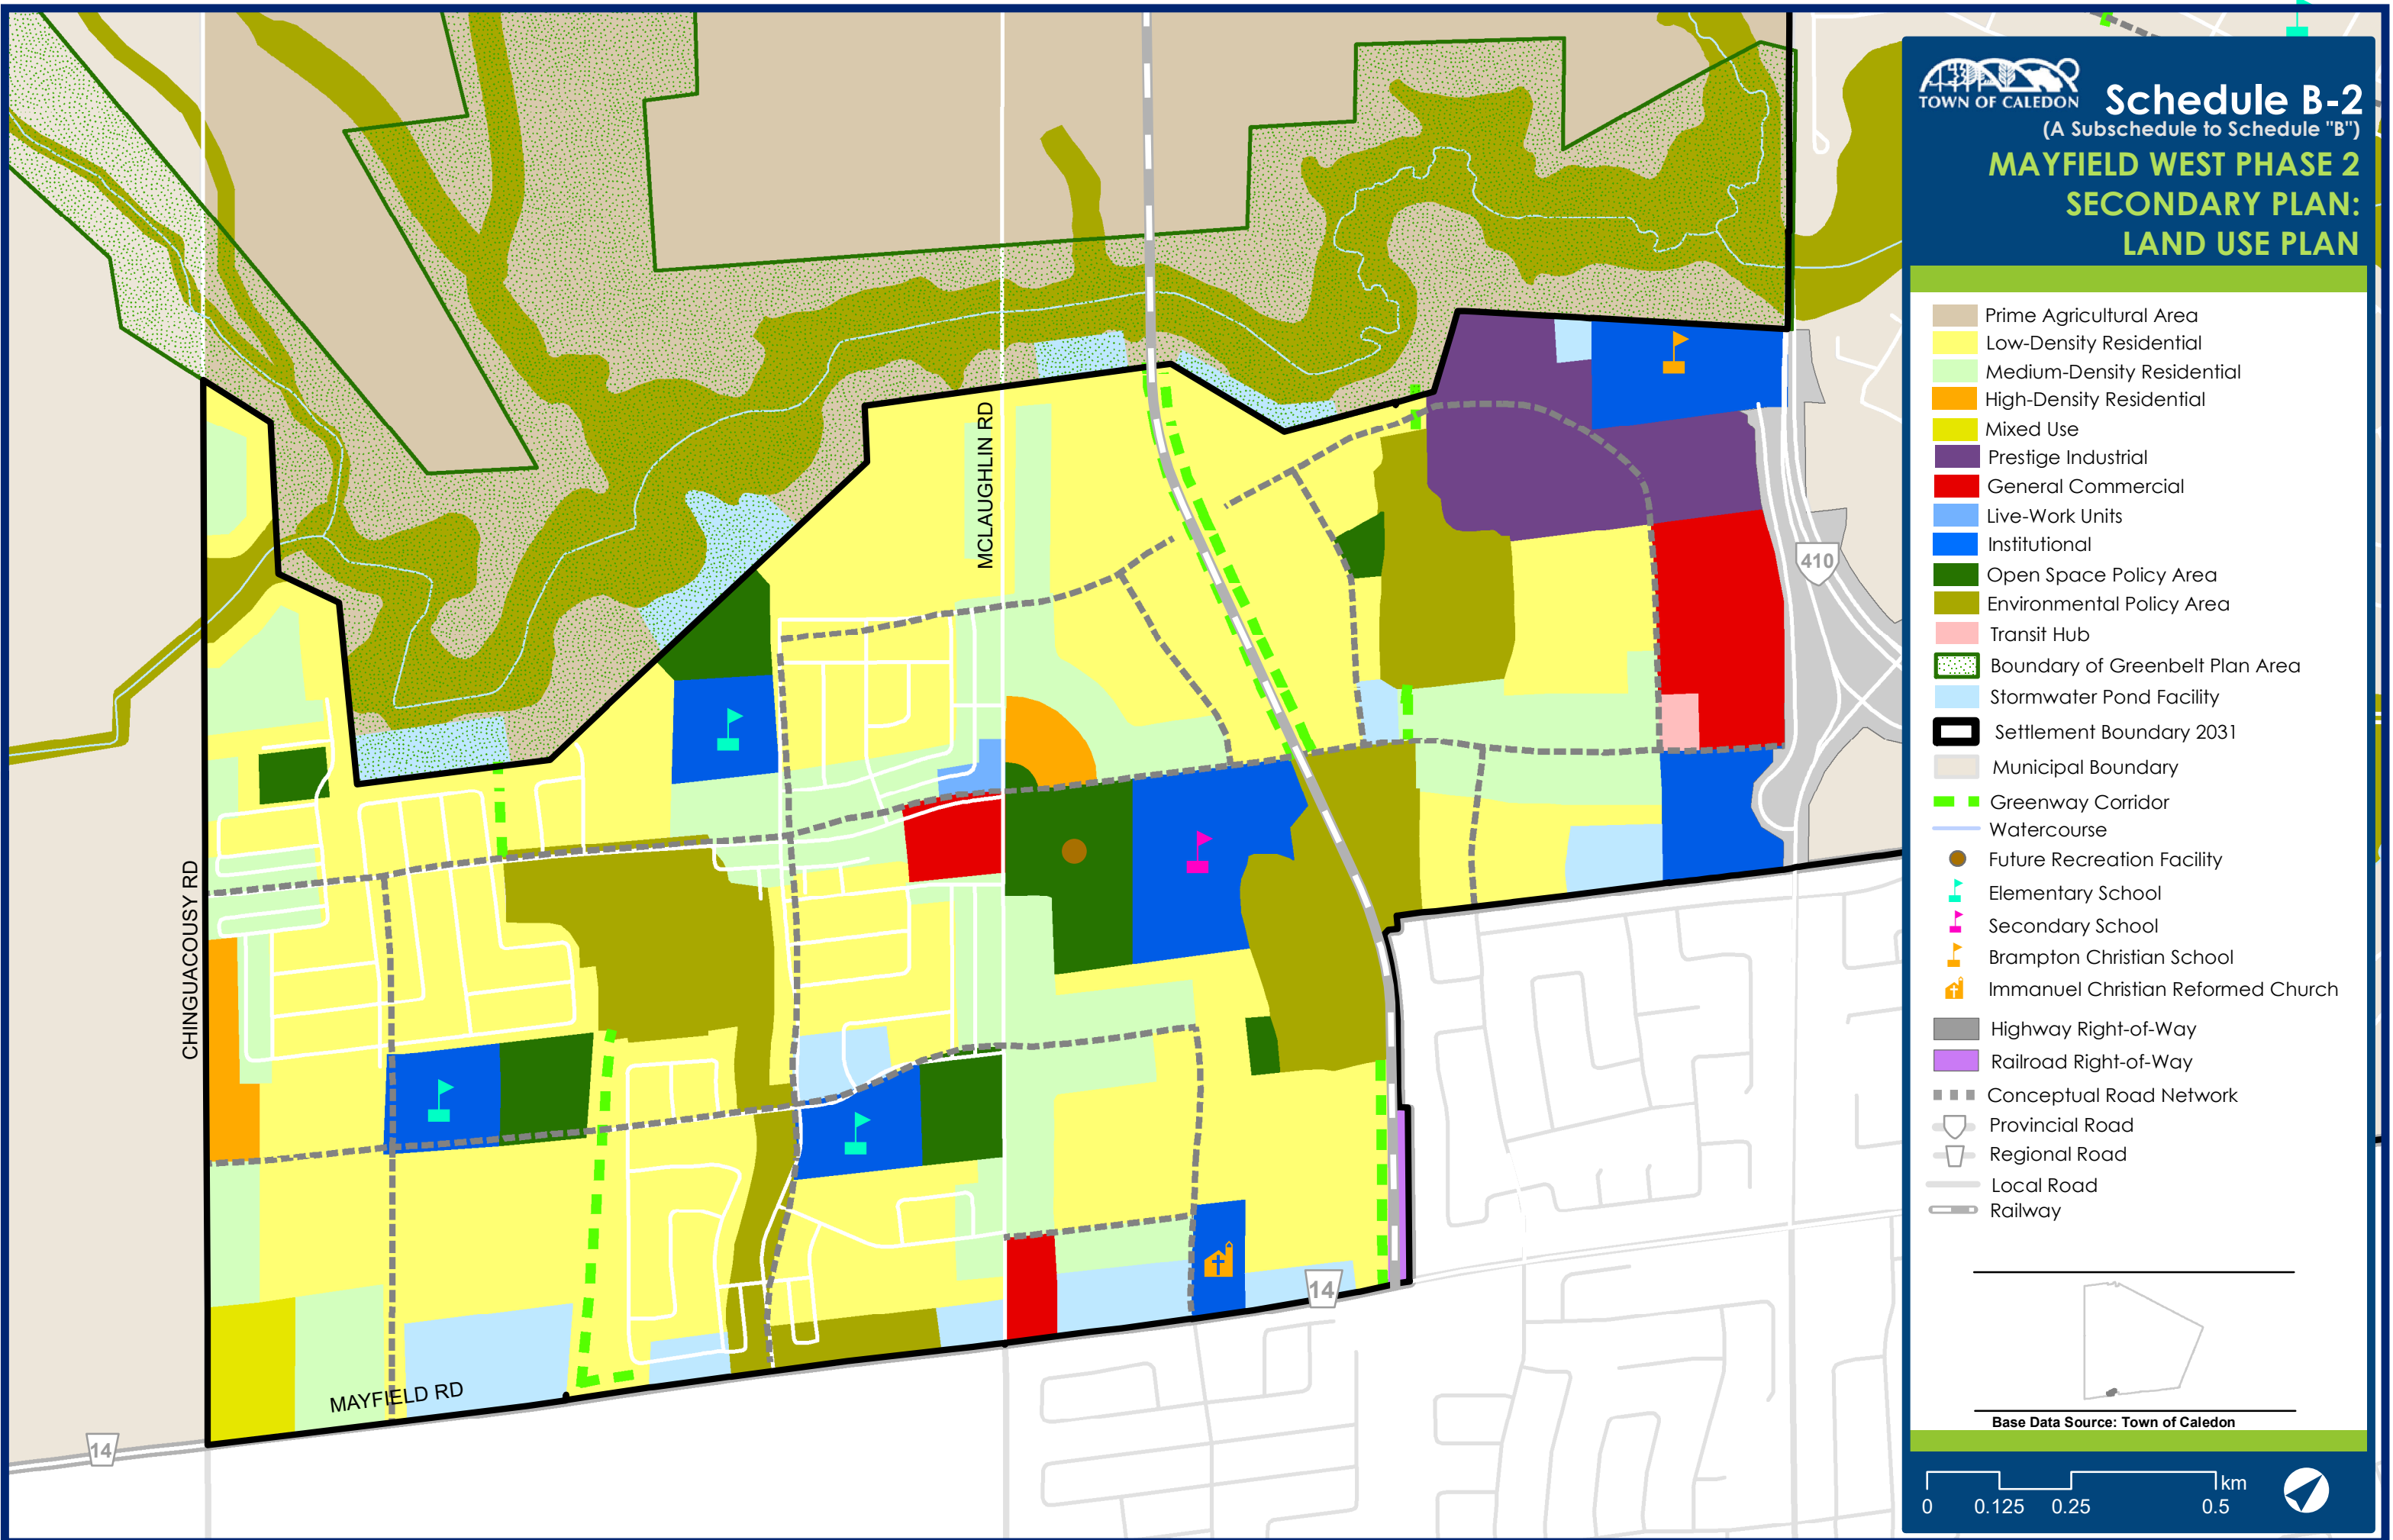 TOWN OF CALEDON
Schedule B-2
(A Subschedule to Schedule "B")
MAYFIELD WEST PHASE 2
SECONDARY PLAN:
LAND USE PLAN
Prime Agricultural Area
Low-Density Residential
Medium-Density Residential
High-Density Residential
Mixed Use
Prestige Industrial
General Commercial
Live-Work Units
Institutional
Open Space Policy Area
Environmental Policy Area
Transit Hub
Boundary of Greenbelt Plan Area
Stormwater Pond Facility
Settlement Boundary 2031
Municipal Boundary
Greenway Corridor
Watercourse
Future Recreation Facility
Elementary School
Secondary School
Brampton Christian School
Immanuel Christian Reformed Church
Highway Right-of-Way
Railroad Right-of-Way
Conceptual Road Network
Provincial Road
Regional Road
Local Road
Railway
Base Data Source: Town of Caledon
km
0 0.125 0.25 0.5
MCLAUGHLIN RD
410
CHINGUACOUSY RD
14
MAYFIELD RD
14